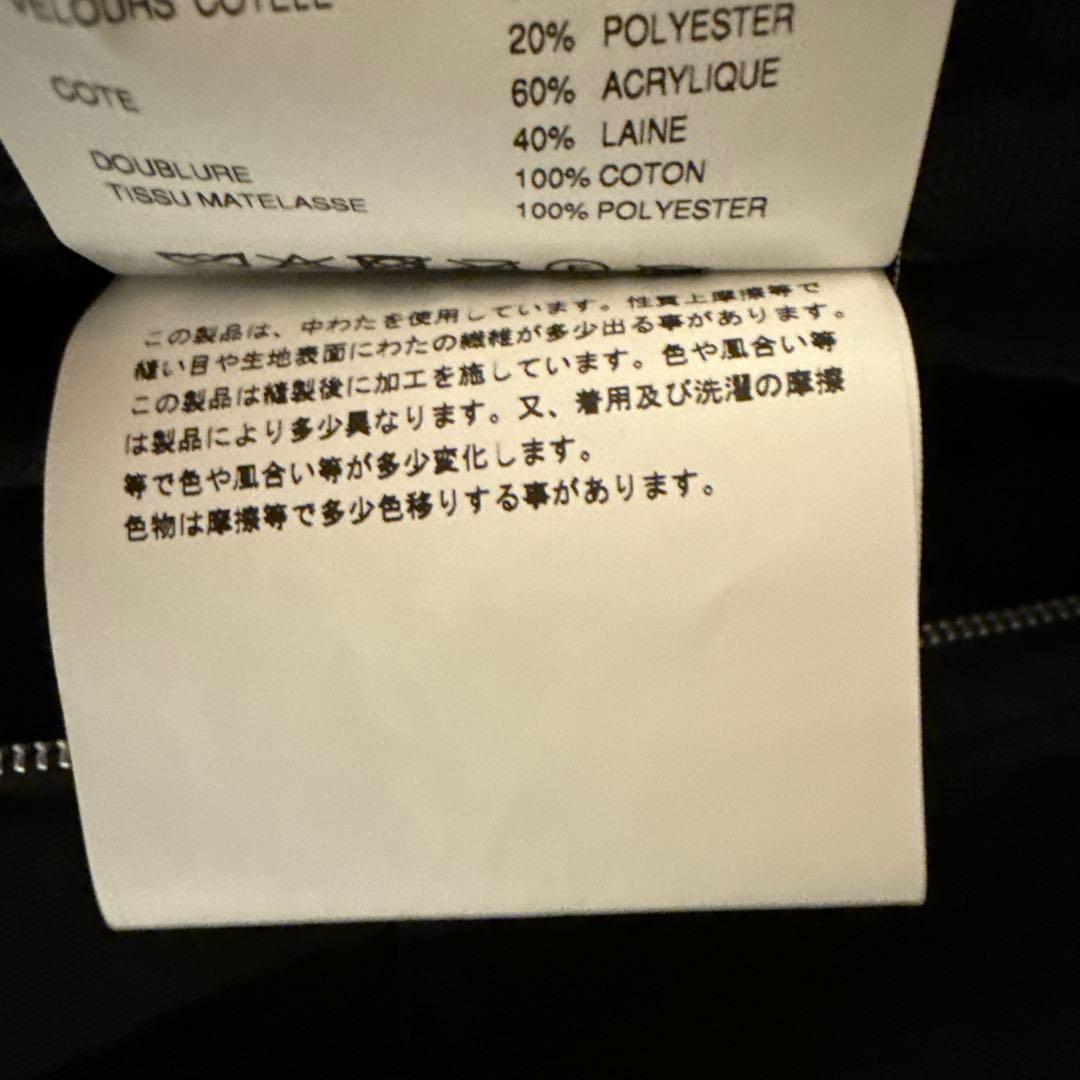 VELOURS COTELE
20% POLYESTER
COTE 60% ACRYLIQUE
40% LAINE
DOUBLURE 100% COTON
TISSU MATELASSE 100% POLYESTER
この製品は、中わたを使用しています。性質上摩擦等で
縫い目や生地表面にわたの繊維が多少出る事があります。
この製品は縫製後に加工を施しています。色や風合い等
は製品により多少異なります。又、着用及び洗濯の摩擦
等で色や風合い等が多少変化します。
色物は摩擦等で多少色移りする事があります。